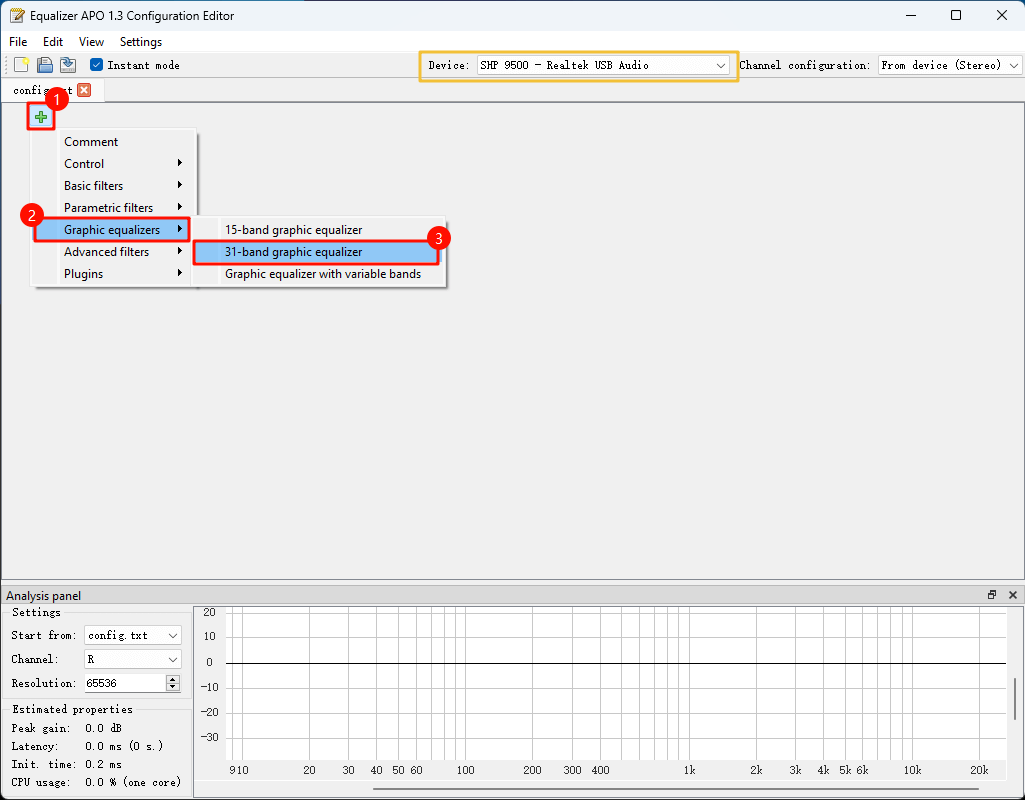 Equalizer APO 1.3 Configuration Editor
File Edit View Settings
Instant mode Device: SHP 9500 - Realtek USB Audio Channel configuration: From device (Stereo)
1
Comment
Control
Basic filters
Parametric filters
2 Graphic equalizers 15-band graphic equalizer
Advanced filters 31-band graphic equalizer 3
Plugins Graphic equalizer with variable bands
Analysis panel
Settings
Start from: config.txt
Channel: R
Resolution: 65536
Estimated properties
Peak gain: 0.0 dB
Latency: 0.0 ms (0 s.)
Init. time: 0.2 ms
CPU usage: 0.0 % (one core)
20
10
0
-10
-20
-30
9 10 20 30 40 50 60 100 200 300 400 1k 2k 3k 4k 5k 6k 10k 20k